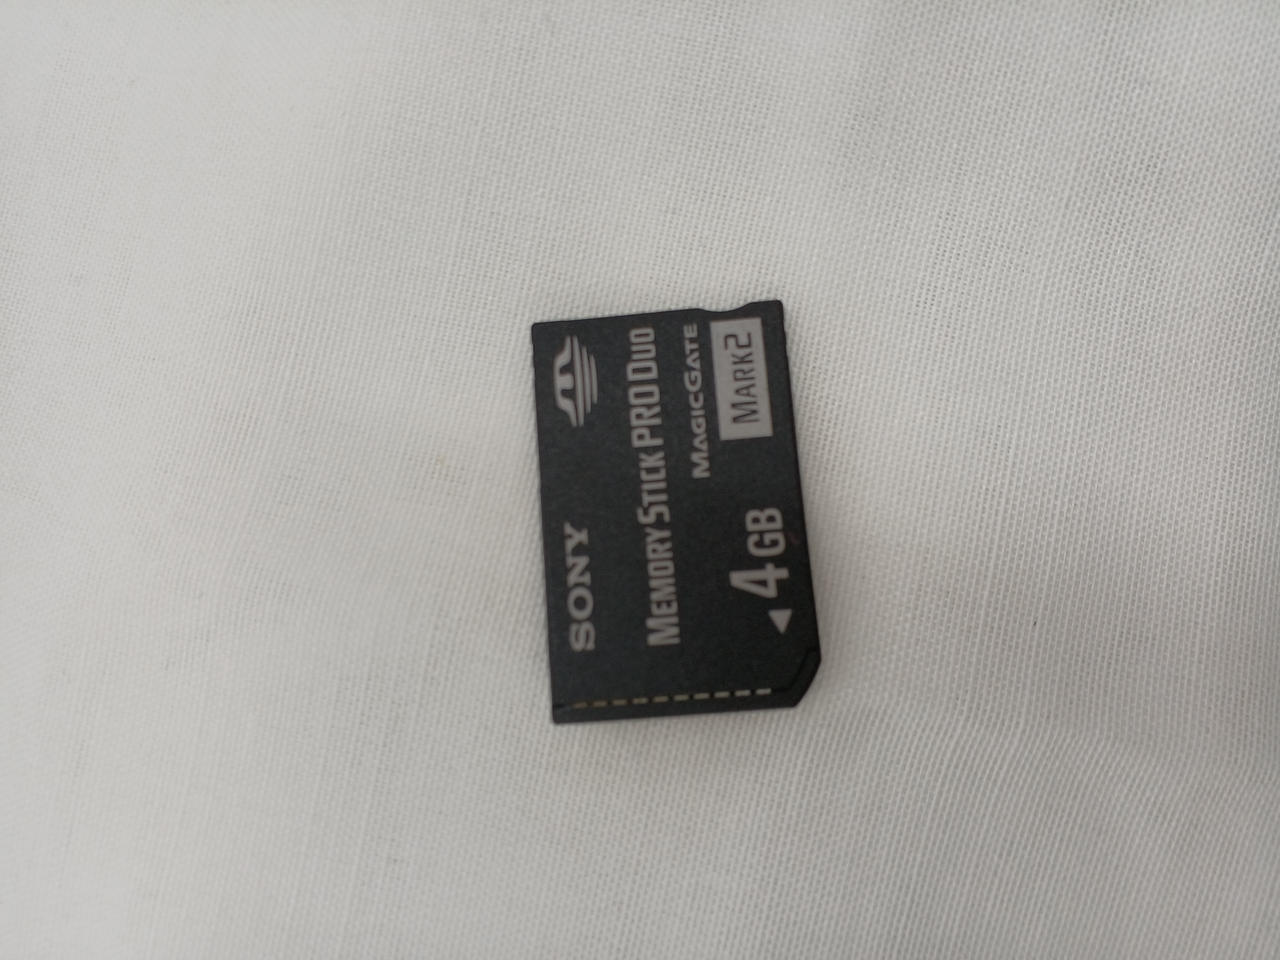 SONY
MEMORY STICK PRO DUO
MAGICGATE
MARK2
4GB